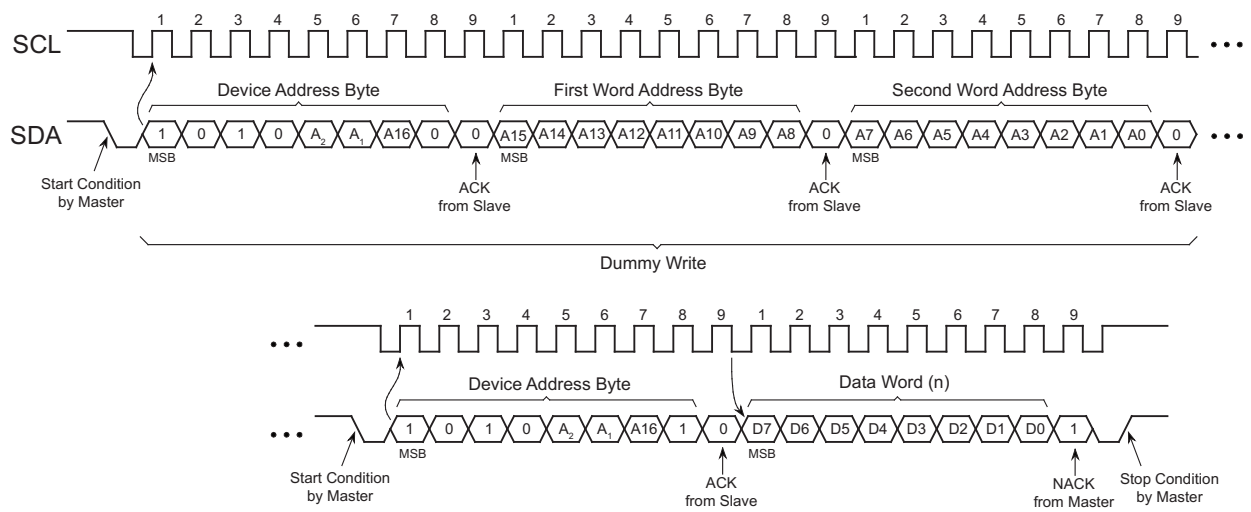 1 2 3 4 5 6 7 8 9 1 2 3 4 5 6 7 8 9 1 2 3 4 5 6 7 8 9
SCL
Device Address Byte First Word Address Byte Second Word Address Byte
SDA 1 0 1 0 A2 A1 A16 0 0 A15 A14 A13 A12 A11 A10 A9 A8 0 A7 A6 A5 A4 A3 A2 A1 A0 0
MSB MSB MSB
Start Condition
by Master
ACK
from Slave
ACK
from Slave
ACK
from Slave
Dummy Write
1 2 3 4 5 6 7 8 9 1 2 3 4 5 6 7 8 9
Device Address Byte Data Word (n)
1 0 1 0 A2 A1 A16 1 0 D7 D6 D5 D4 D3 D2 D1 D0 1
MSB MSB
Start Condition
by Master
ACK
from Slave
NACK
from Master
Stop Condition
by Master